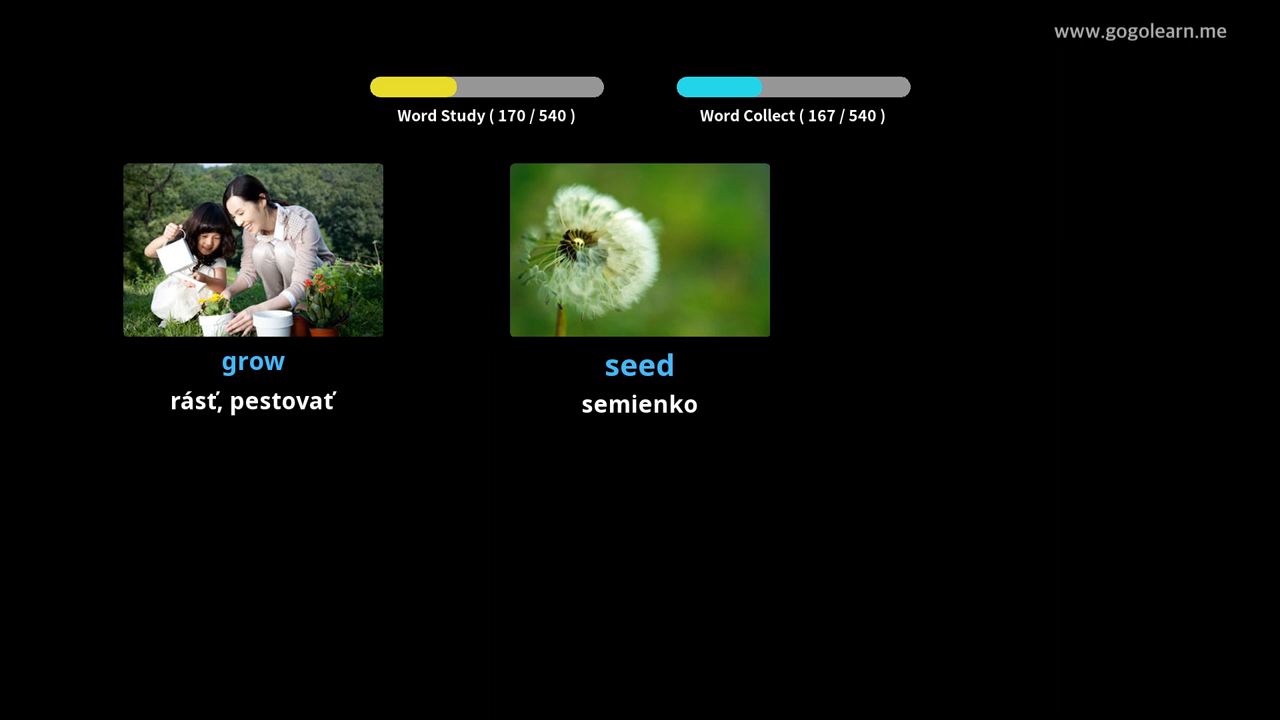 www.gogolearn.me
Word Study ( 170 / 540 )
Word Collect ( 167 / 540 )
grow
rásť, pestovať
seed
semienko